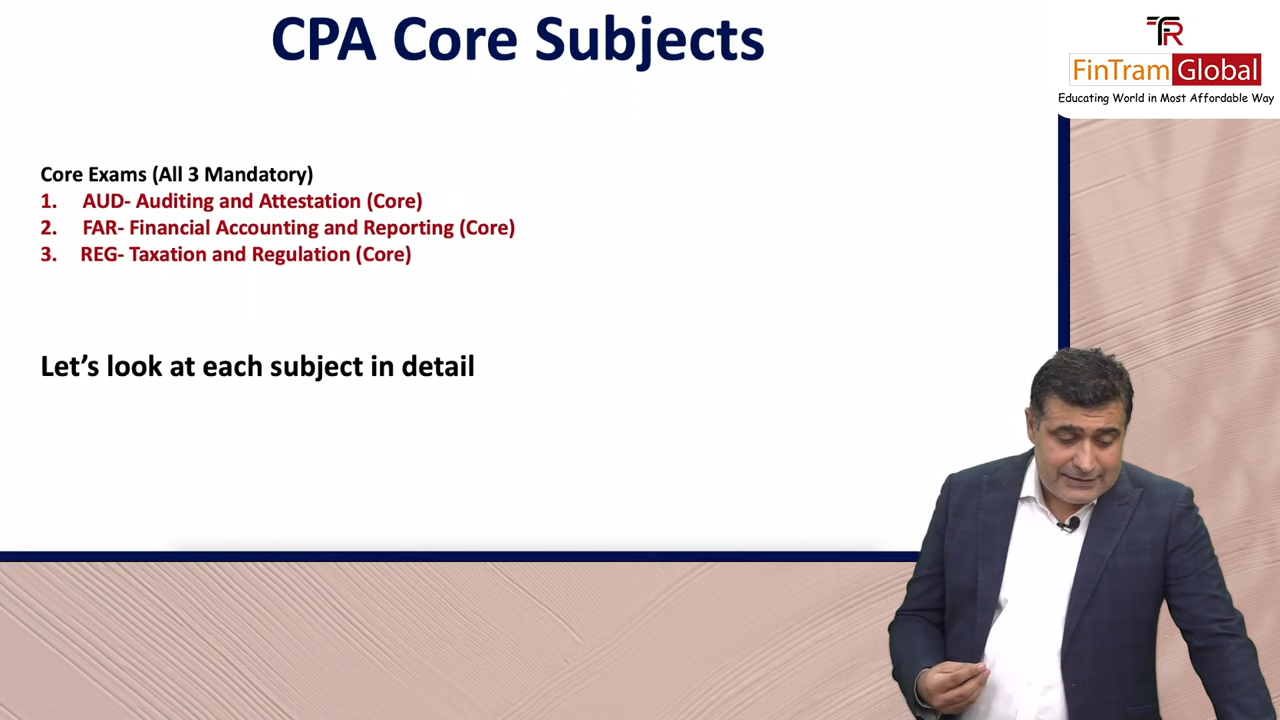 CPA Core Subjects
TR
FinTram Global
Educating World in Most Affordable Way
Core Exams (All 3 Mandatory)
1. AUD- Auditing and Attestation (Core)
2. FAR- Financial Accounting and Reporting (Core)
3. REG- Taxation and Regulation (Core)
Let's look at each subject in detail